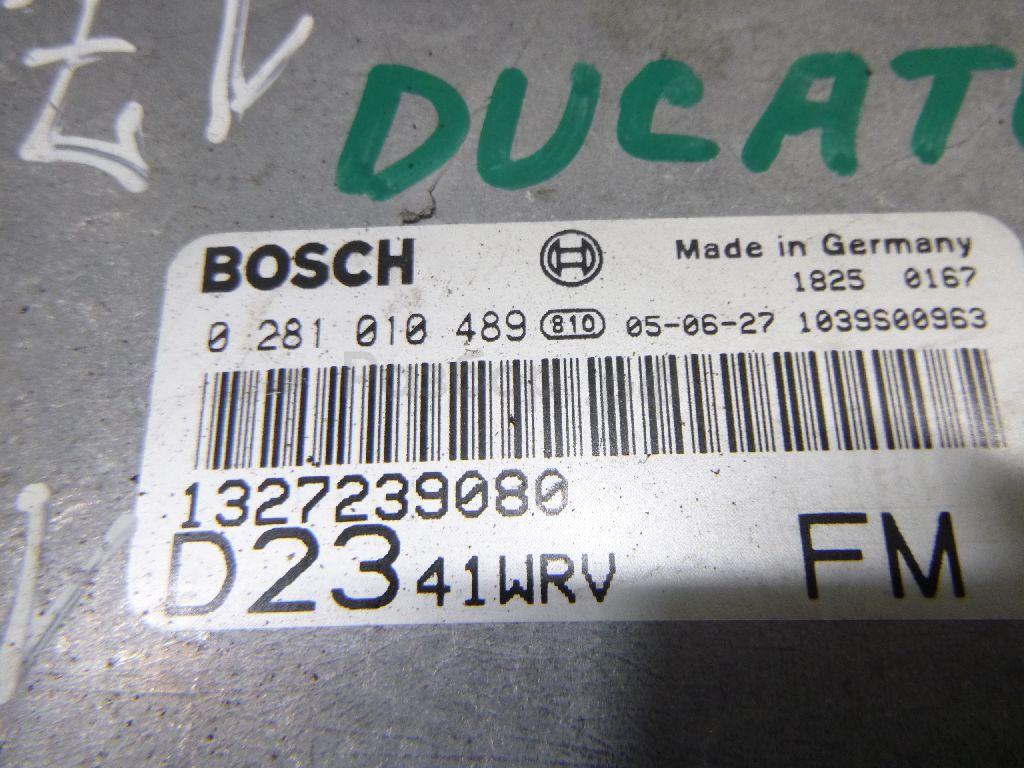 DUCAT
BOSCH
Made in Germany
1825 0167
0 281 010 489 810 05-06-27 1039S00963
1327239080
D23 41WRV FM